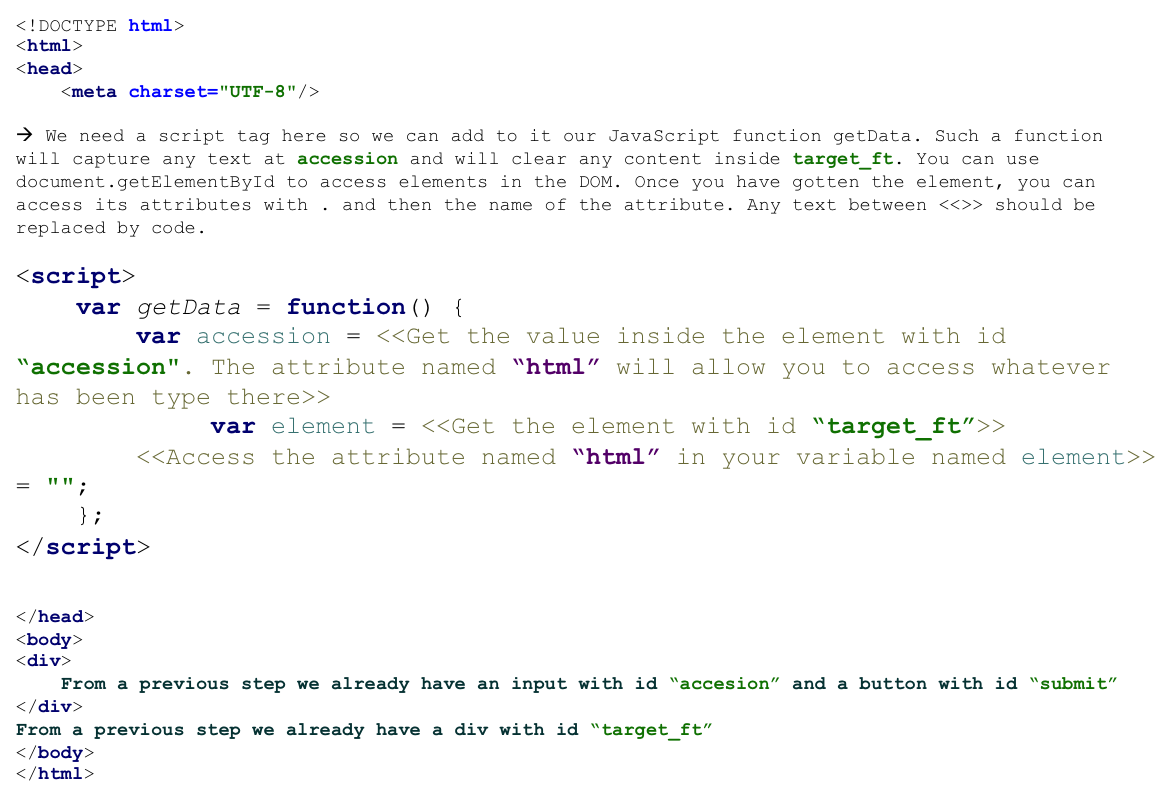 <!DOCTYPE html>
<html>
<head>
    <meta charset="UTF-8"/>
→ We need a script tag here so we can add to it our JavaScript function getData. Such a function
will capture any text at accession and will clear any content inside target_ft. You can use
document.getElementById to access elements in the DOM. Once you have gotten the element, you can
access its attributes with . and then the name of the attribute. Any text between <<>> should be
replaced by code.
<script>
    var getData = function() {
        var accession = <<Get the value inside the element with id
“accession". The attribute named “html” will allow you to access whatever
has been type there>>
             var element = <<Get the element with id “target_ft”>>
        <<Access the attribute named “html” in your variable named element>>
= "";
    };
</script>
</head>
<body>
<div>
    From a previous step we already have an input with id “accesion” and a button with id “submit”
</div>
From a previous step we already have a div with id “target_ft”
</body>
</html>